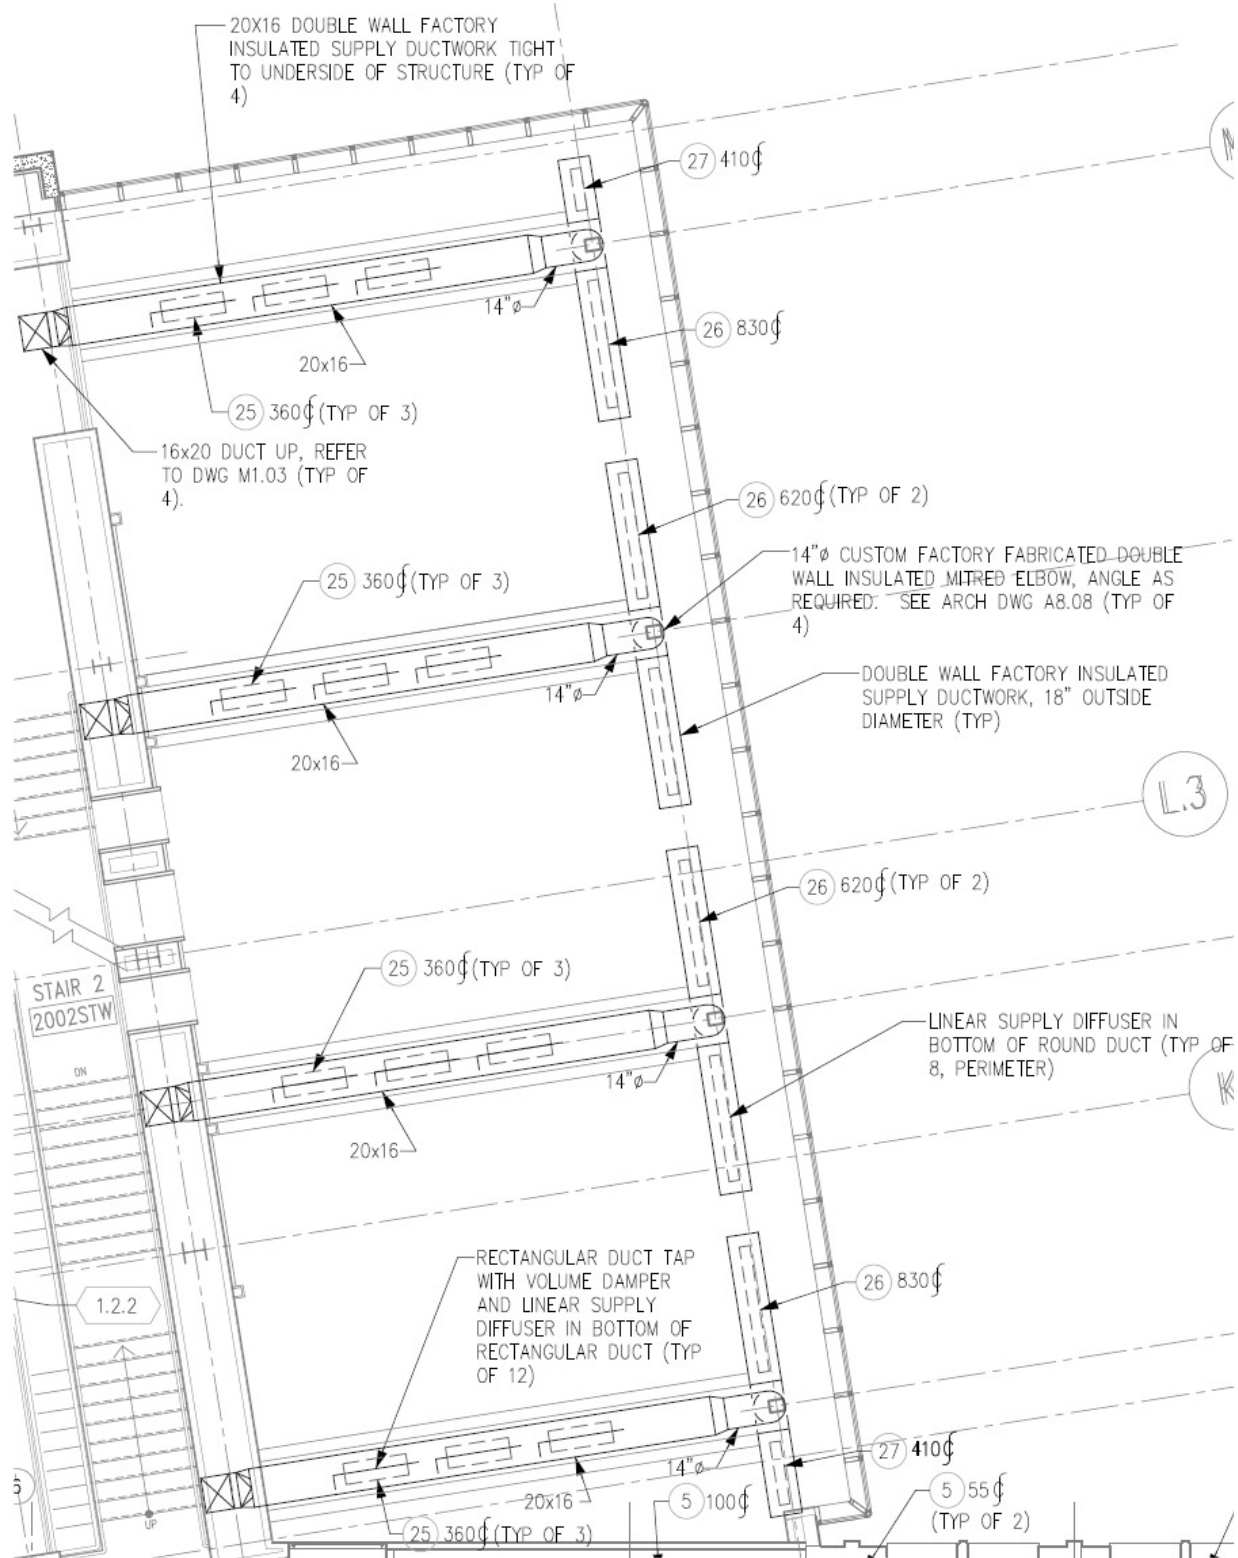 20X16 DOUBLE WALL FACTORY
INSULATED SUPPLY DUCTWORK TIGHT
TO UNDERSIDE OF STRUCTURE (TYP OF
4)
27 410
14"ø
26 830
20x16
25 360 (TYP OF 3)
16x20 DUCT UP, REFER
TO DWG M1.03 (TYP OF
4).
26 620 (TYP OF 2)
14"ø CUSTOM FACTORY FABRICATED DOUBLE
WALL INSULATED MITRED ELBOW, ANGLE AS
REQUIRED. SEE ARCH DWG A8.08 (TYP OF
4)
25 360 (TYP OF 3)
DOUBLE WALL FACTORY INSULATED
SUPPLY DUCTWORK, 18" OUTSIDE
DIAMETER (TYP)
14"ø
20x16
L.3
26 620 (TYP OF 2)
25 360 (TYP OF 3)
STAIR 2
2002STW
DN
LINEAR SUPPLY DIFFUSER IN
BOTTOM OF ROUND DUCT (TYP OF
8, PERIMETER)
K
14"ø
20x16
RECTANGULAR DUCT TAP
WITH VOLUME DAMPER
AND LINEAR SUPPLY
DIFFUSER IN BOTTOM OF
RECTANGULAR DUCT (TYP
OF 12)
26 830
1.2.2
27 410
14"ø
20x16
5 100
5 55
(TYP OF 2)
UP
25 360 (TYP OF 3)